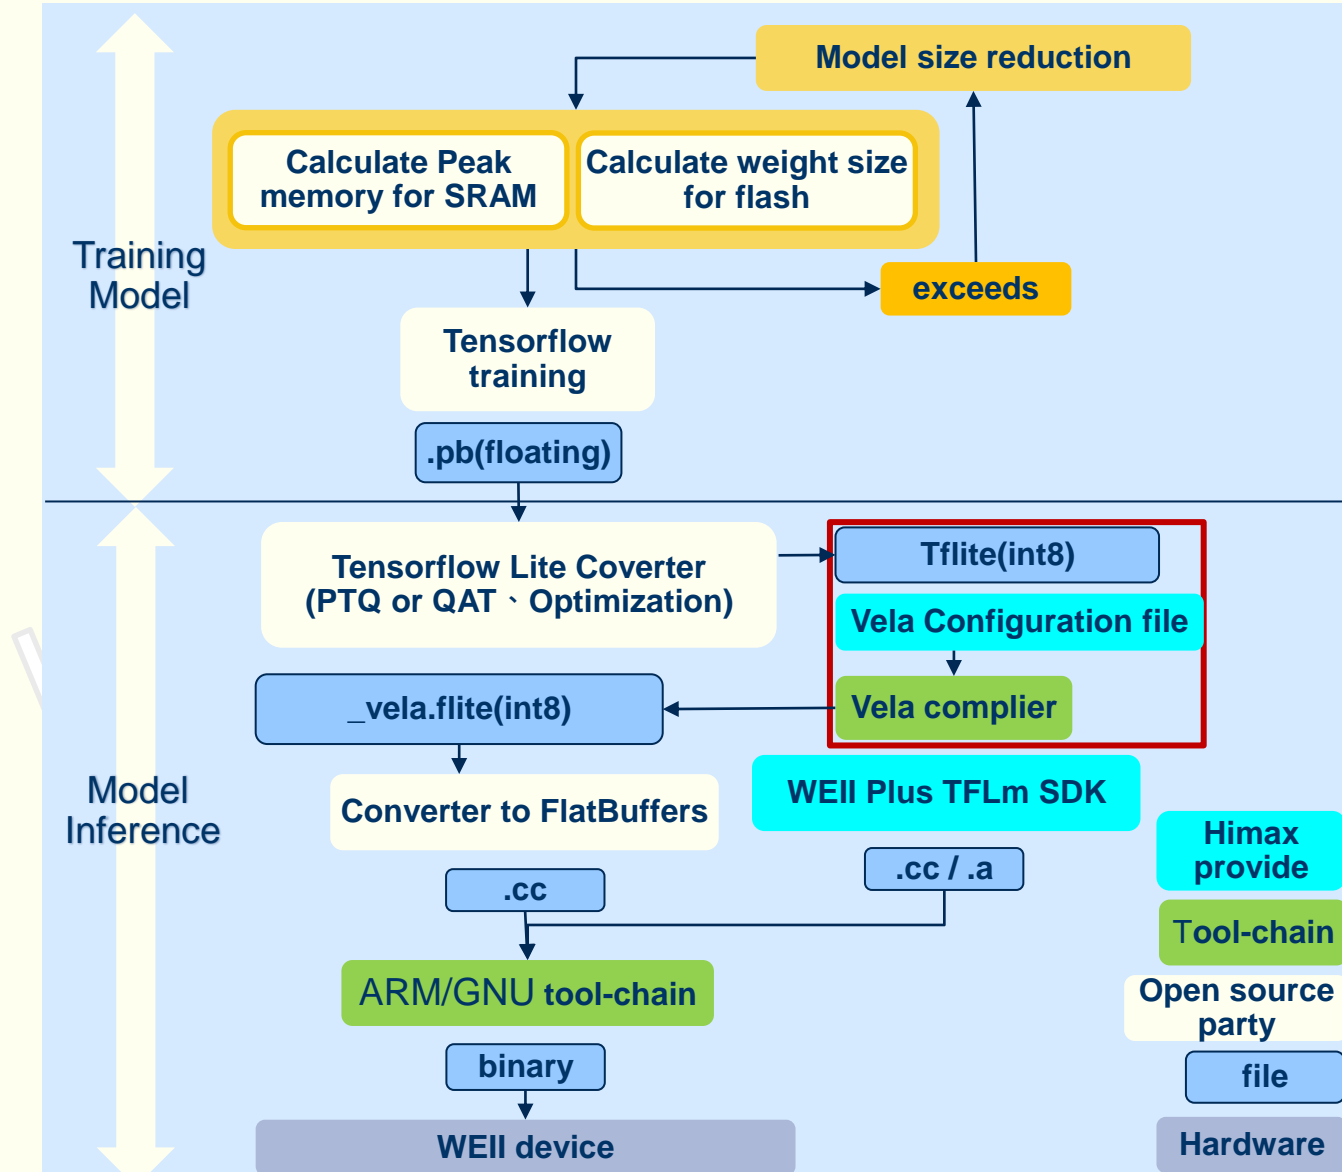 Model size reduction
Calculate Peak
memory for SRAM
Calculate weight size
for flash
exceeds
Training
Model
Tensorflow
training
.pb(floating)
Tensorflow Lite Coverter
(PTQ or QAT、Optimization)
Tflite(int8)
Vela Configuration file
Vela complier
_vela.flite(int8)
Converter to FlatBuffers
WEII Plus TFLm SDK
Model
Inference
.cc
.cc / .a
ARM/GNU tool-chain
binary
WEII device
Himax
provide
Tool-chain
Open source
party
file
Hardware